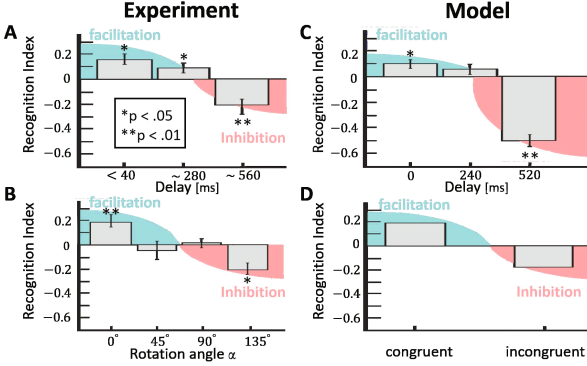 Experiment
Model
A
facilitation
Recognition Index
0.2
0
−0.2
−0.4
−0.6
*
*
**
*p < .05
**p < .01
Inhibition
< 40
~ 280
~ 560
Delay [ms]
C
facilitation
Recognition Index
0.2
0
−0.2
−0.4
−0.6
*
**
Inhibition
0
240
520
Delay [ms]
B
facilitation
Recognition Index
0.2
0
−0.2
−0.4
−0.6
**
*
Inhibition
0°
45°
90°
135°
Rotation angle α
D
facilitation
Recognition Index
0.2
0
−0.2
−0.4
−0.6
Inhibition
congruent
incongruent